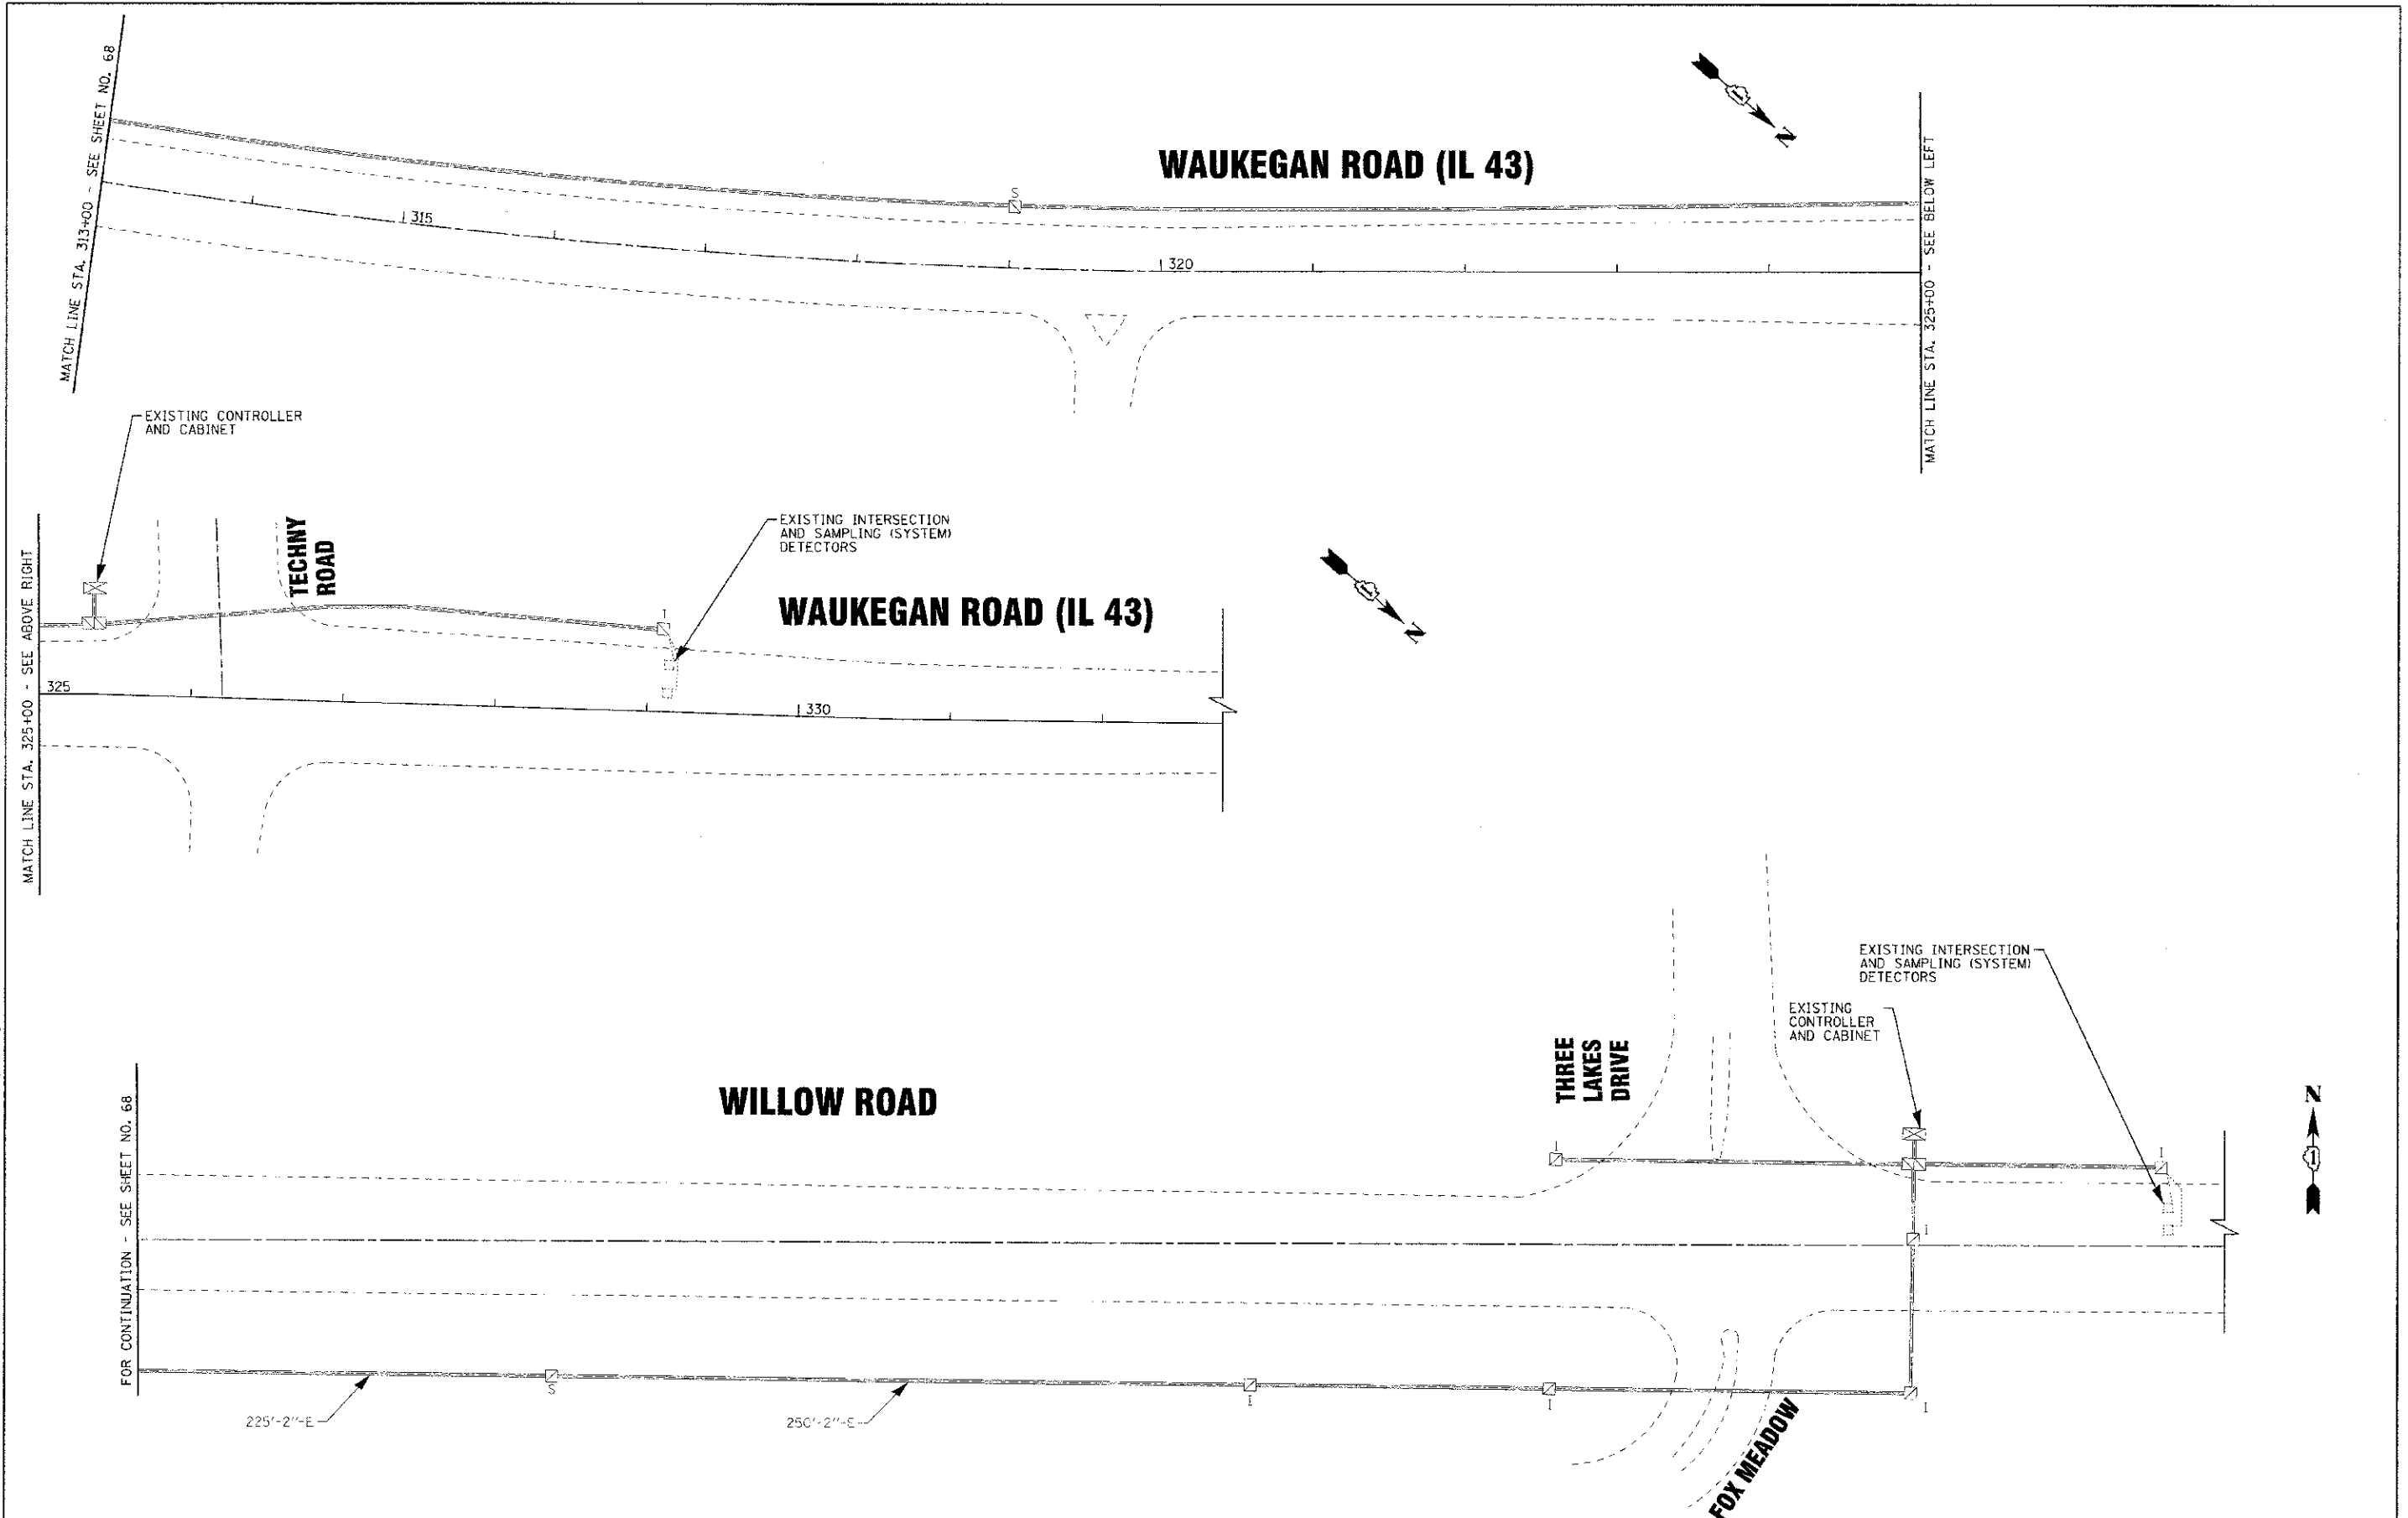 MATCH LINE STA. 313+00 - SEE SHEET NO. 68
WAUKEGAN ROAD (IL 43)
N
S
315
320
MATCH LINE STA. 325+00 - SEE BELOW LEFT
EXISTING CONTROLLER
AND CABINET
MATCH LINE STA. 325+00 - SEE ABOVE RIGHT
TECHNY
ROAD
EXISTING INTERSECTION
AND SAMPLING (SYSTEM)
DETECTORS
WAUKEGAN ROAD (IL 43)
N
I
325
330
FOR CONTINUATION - SEE SHEET NO. 68
WILLOW ROAD
THREE
LAKES
DRIVE
EXISTING INTERSECTION
AND SAMPLING (SYSTEM)
DETECTORS
EXISTING
CONTROLLER
AND CABINET
N
1
I
I
I
S
I
I
I
225'-2"-E
250'-2"-E
FOX MEADOW